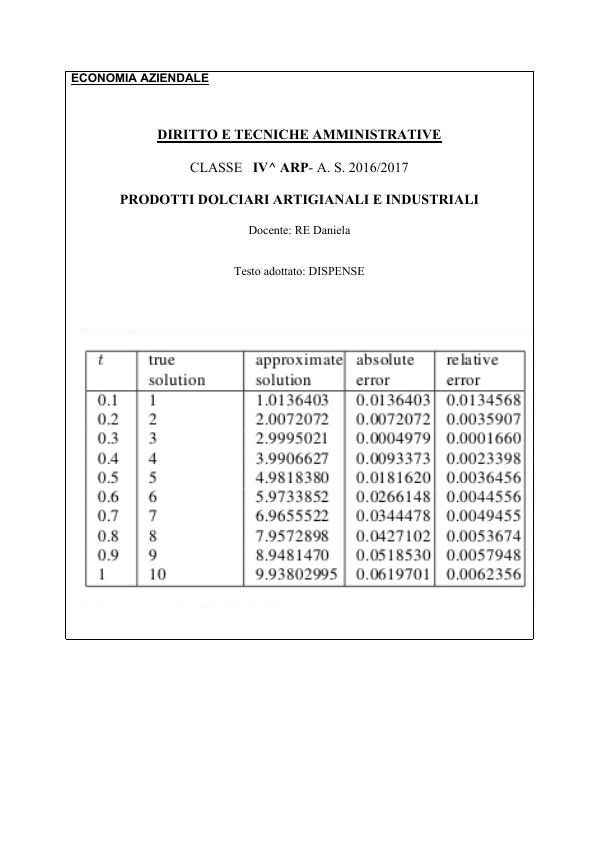 ECONOMIA AZIENDALE
DIRITTO E TECNICHE AMMINISTRATIVE
CLASSE IV^ ARP- A. S. 2016/2017
PRODOTTI DOLCIARI ARTIGIANALI E INDUSTRIALI
Docente: RE Daniela
Testo adottato: DISPENSE
t true approximate absolute relative
solution solution error error
0.1 1 1.0136403 0.0136403 0.0134568
0.2 2 2.0072072 0.0072072 0.0035907
0.3 3 2.9995021 0.0004979 0.0001660
0.4 4 3.9906627 0.0093373 0.0023398
0.5 5 4.9818380 0.0181620 0.0036456
0.6 6 5.9733852 0.0266148 0.0044556
0.7 7 6.9655522 0.0344478 0.0049455
0.8 8 7.9572898 0.0427102 0.0053674
0.9 9 8.9481470 0.0518530 0.0057948
1 10 9.93802995 0.0619701 0.0062356